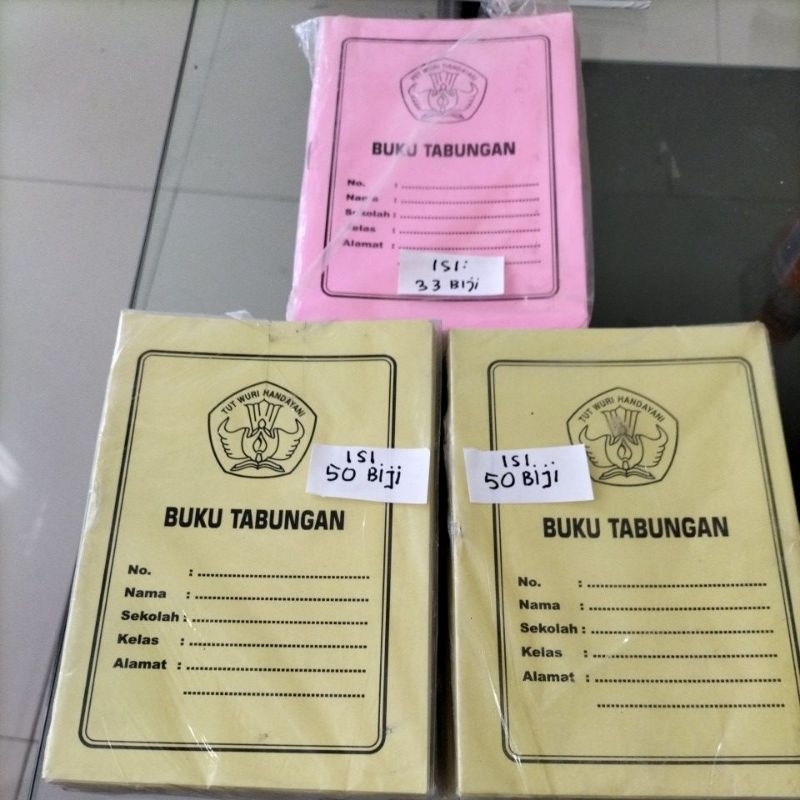 TUT WURI HANDAYANI
BUKU TABUNGAN
No. : ........................
Nama : ........................
Sekolah : ........................
Kelas : ........................
Alamat : ........................
........................
ISI:
33 Biji
TUT WURI HANDAYANI
ISI
50 Biji
BUKU TABUNGAN
No. : ........................
Nama : ........................
Sekolah : ........................
Kelas : ........................
Alamat : ........................
........................
TUT WURI HANDAYANI
ISI...
50 Biji
BUKU TABUNGAN
No. : ........................
Nama : ........................
Sekolah : ........................
Kelas : ........................
Alamat : ........................
........................